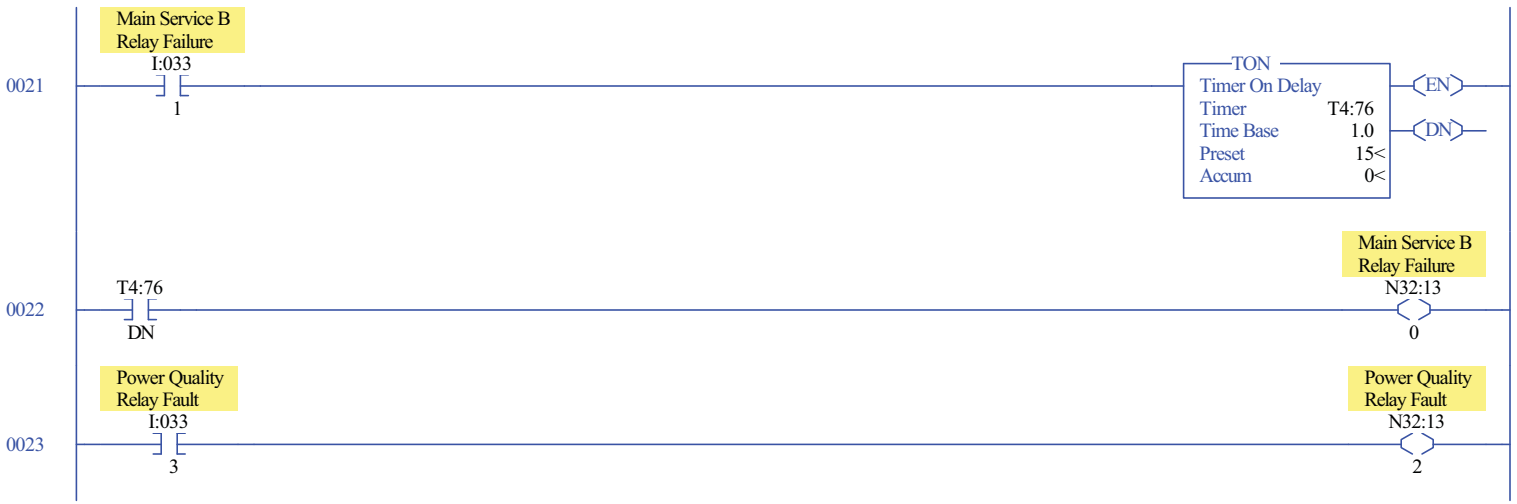 Main Service B
Relay Failure
I:033
0021
1
TON
Timer On Delay
EN
Timer T4:76
Time Base 1.0
DN
Preset 15<
Accum 0<
Main Service B
Relay Failure
T4:76
N32:13
0022
DN
0
Power Quality
Relay Fault
Power Quality
Relay Fault
I:033
N32:13
0023
3
2